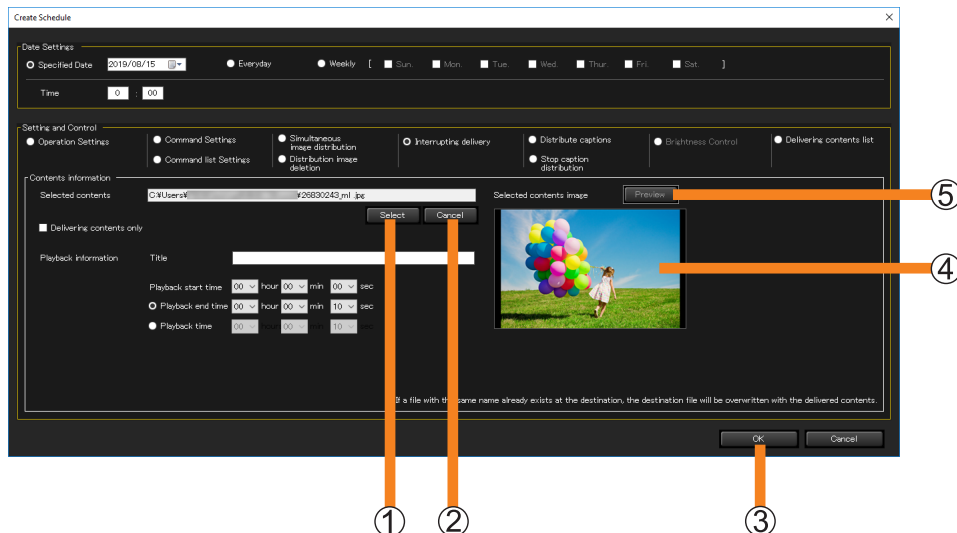 Create Schedule
Date Settings
Specified Date 2019/08/15 Everyday Weekly [ Sun. Mon. Tue. Wed. Thur. Fri. Sat. ]
Time 0 : 00
Setting and Control
Operation Settings Command Settings Simultaneous image distribution Interrupting delivery Distribute captions Brightness Control Delivering contents list
Command list Settings Distribution image deletion Stop caption distribution
Contents information
Selected contents C:¥Users¥ ¥26830243_ml .jpg Selected contents image Preview ⑤
Select Cancel
Delivering contents only
④
Playback information Title
Playback start time 00 hour 00 min 00 sec
Playback end time 00 hour 00 min 10 sec
Playback time 00 hour 00 min 10 sec
If a file with the same name already exists at the destination, the destination file will be overwritten with the delivered contents.
OK Cancel
① ② ③